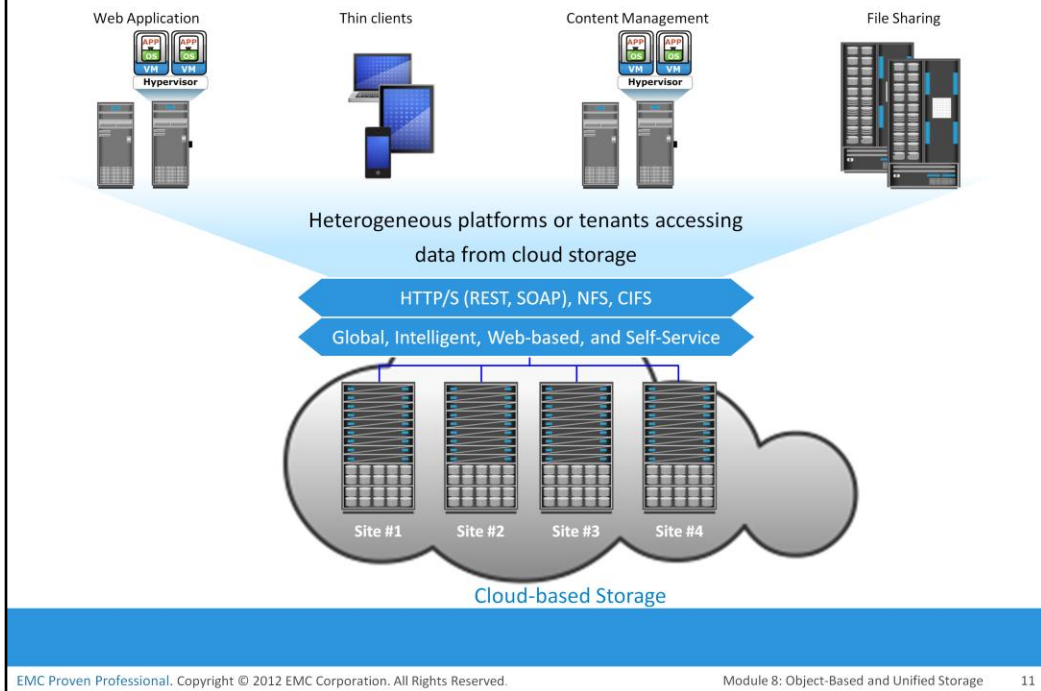 Web Application
Thin clients
Content Management
File Sharing
APP APP
OS OS
VM VM
Hypervisor
APP APP
OS OS
VM VM
Hypervisor
Heterogeneous platforms or tenants accessing
data from cloud storage
HTTP/S (REST, SOAP), NFS, CIFS
Global, Intelligent, Web-based, and Self-Service
Site #1
Site #2
Site #3
Site #4
Cloud-based Storage
EMC Proven Professional. Copyright © 2012 EMC Corporation. All Rights Reserved.
Module 8: Object-Based and Unified Storage 11